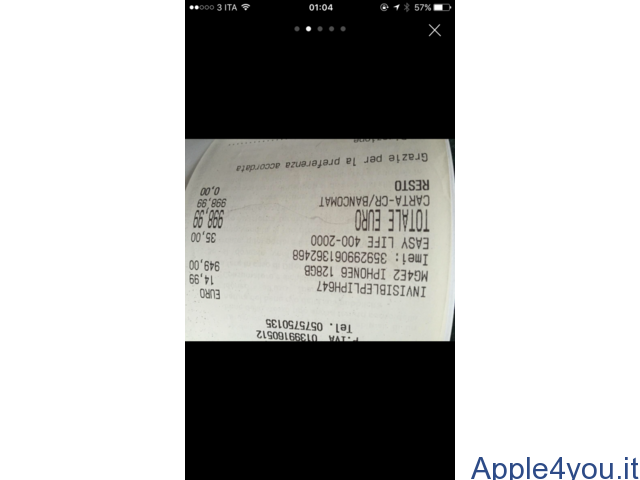 ●●○○○ 3 ITA 01:04 57%
P.IVA 01399160512
Tel. 0575750135
EURO
INVISIBLEPLIPH647 14,99
MG4E2 IPHONE6 128GB 949,00
Imei: 358299061362468
EASY LIFE 400-2000 35,00
TOTALE EURO 998,99
CARTA-CR/BANCOMAT 998,99
RESTO 0,00
Grazie per la preferenza accordata
Apple4you.it